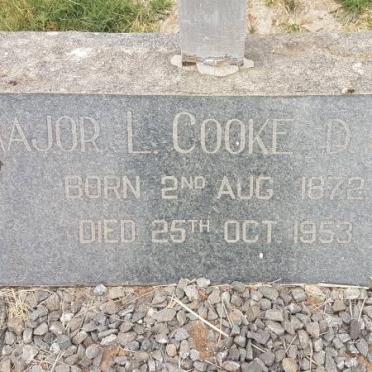 MAJOR L. COOKE D
BORN 2ND AUG. 1872
DIED 25TH OCT. 1953